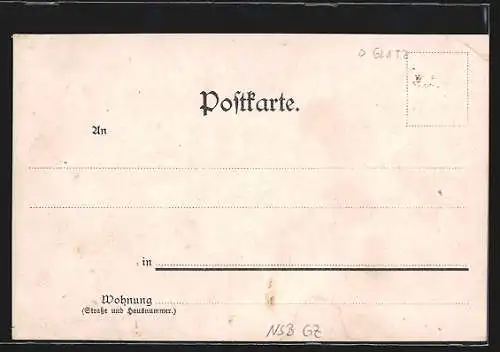 D GLATZ
Postkarte.
An
in
Wohnung
(Straße und Hausnummer.)
NSB GZ